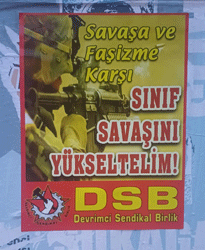 Savaşa ve
Faşizme
Karşı
SINIF
SAVAŞINI
YÜKSELTELİM!
DSB
Devrimci Sendikal Birlik